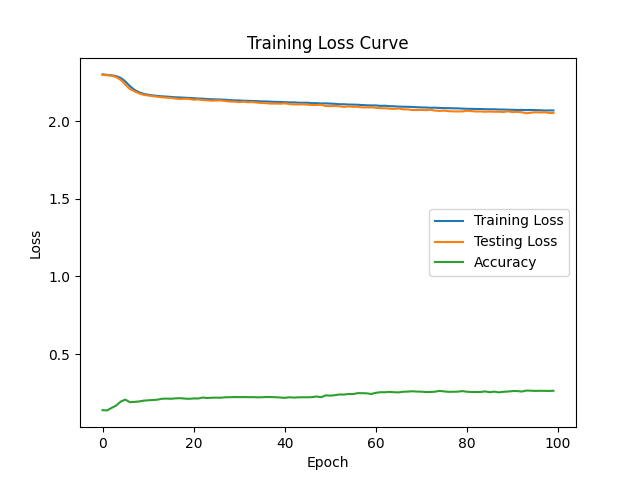 Training Loss Curve
2.0
1.5
1.0
0.5
Loss
Training Loss
Testing Loss
Accuracy
0 20 40 60 80 100
Epoch